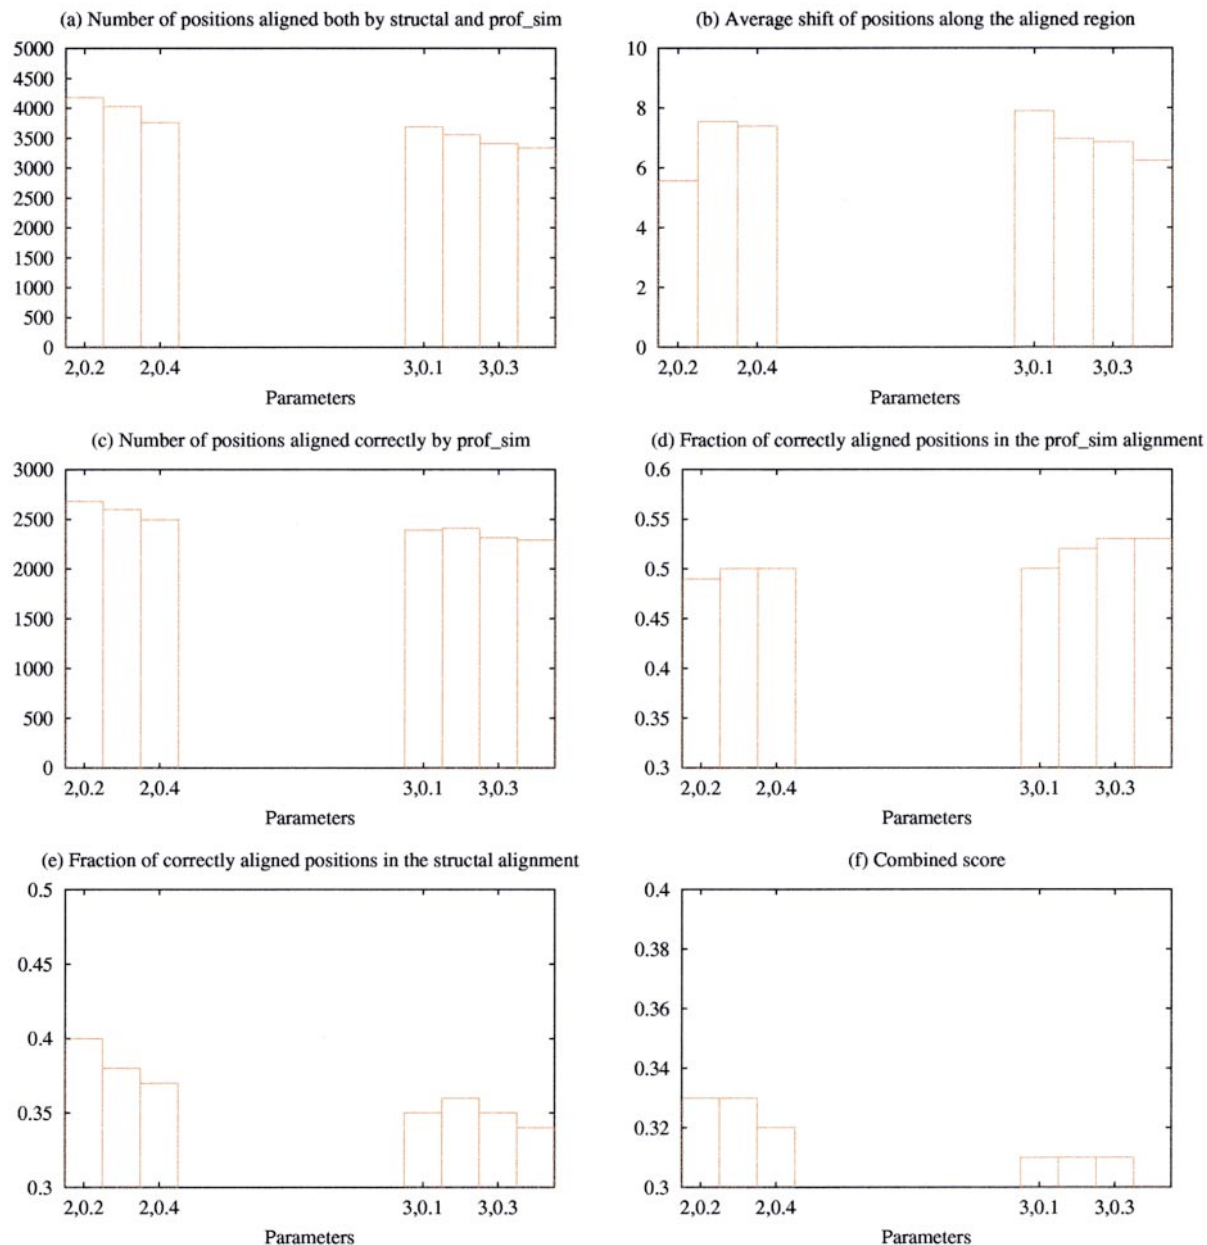 (a) Number of positions aligned both by structal and prof_sim
5000
4500
4000
3500
3000
2500
2000
1500
1000
500
0
2,0.2 2,0.4 3,0.1 3,0.3
Parameters
(b) Average shift of positions along the aligned region
10
8
6
4
2
0
2,0.2 2,0.4 3,0.1 3,0.3
Parameters
(c) Number of positions aligned correctly by prof_sim
3000
2500
2000
1500
1000
500
0
2,0.2 2,0.4 3,0.1 3,0.3
Parameters
(d) Fraction of correctly aligned positions in the prof_sim alignment
0.6
0.55
0.5
0.45
0.4
0.35
0.3
2,0.2 2,0.4 3,0.1 3,0.3
Parameters
(e) Fraction of correctly aligned positions in the structal alignment
0.5
0.45
0.4
0.35
0.3
2,0.2 2,0.4 3,0.1 3,0.3
Parameters
(f) Combined score
0.4
0.38
0.36
0.34
0.32
0.3
2,0.2 2,0.4 3,0.1 3,0.3
Parameters